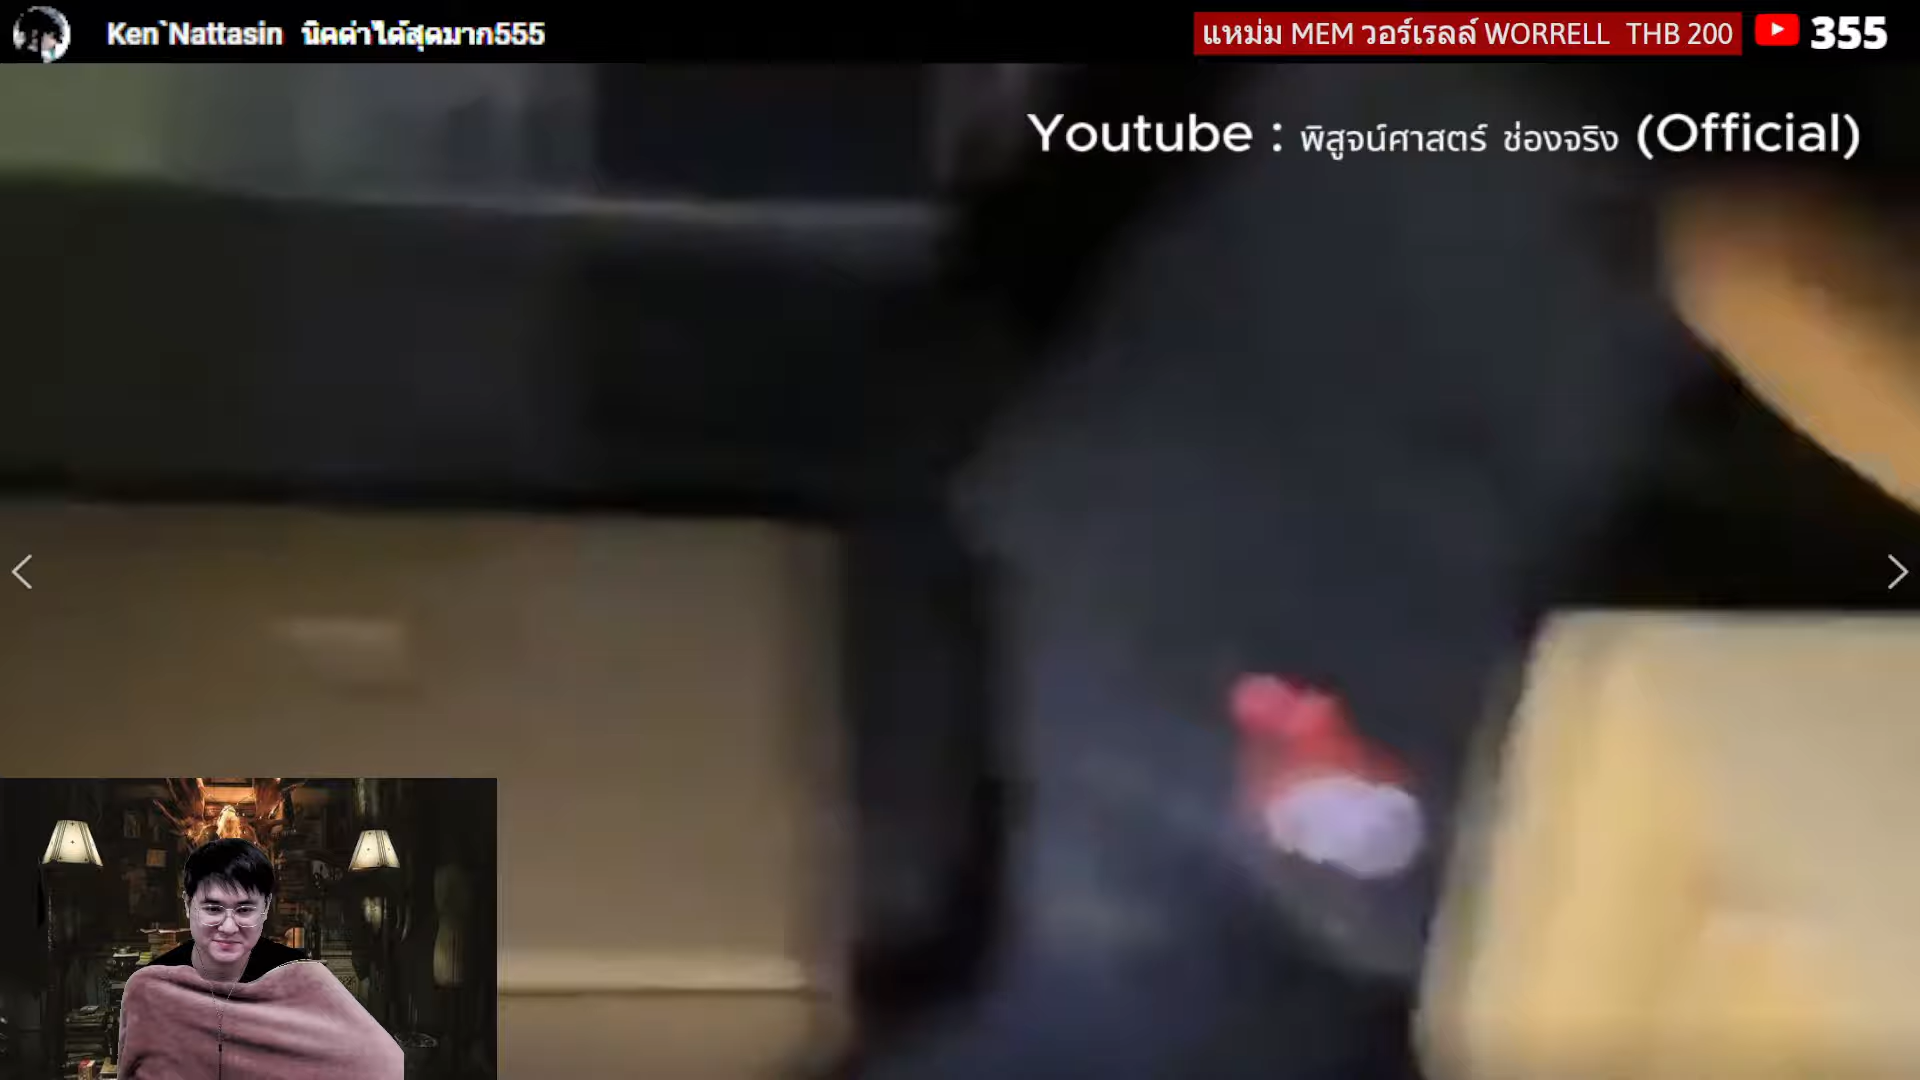 Ken`Nattasin นิคด่าได้สุดมาก555
แหม่ม MEM วอร์เรลล์ WORRELL THB 200
355
Youtube : พิสูจน์ศาสตร์ ช่องจริง (Official)